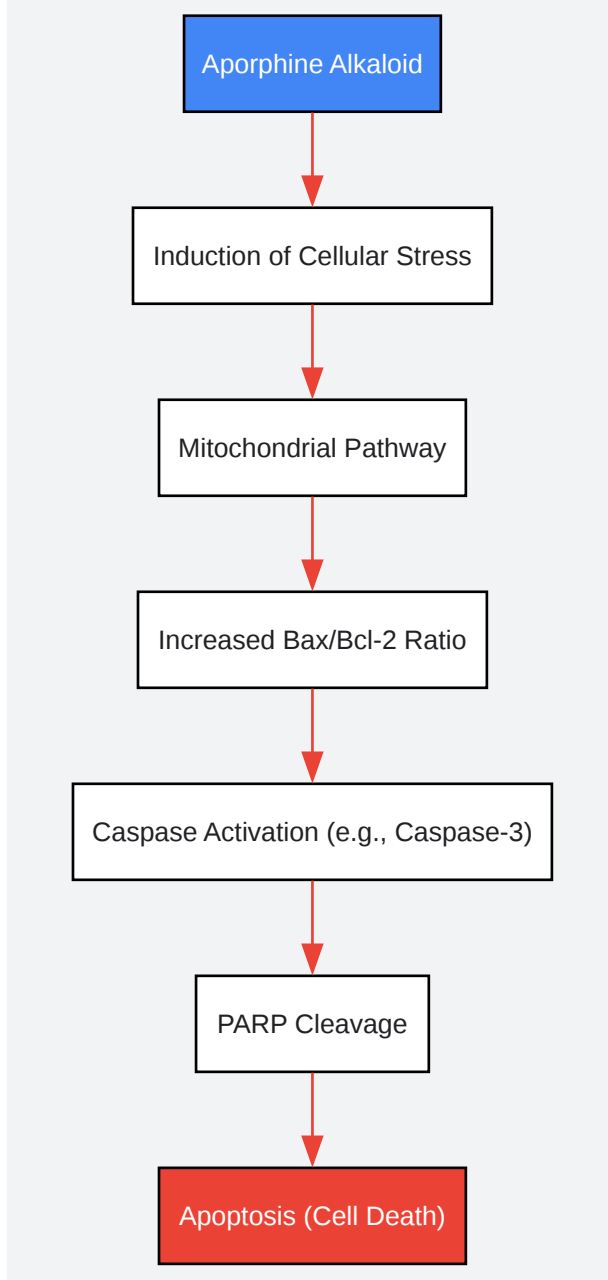 Aporphine Alkaloid
Induction of Cellular Stress
Mitochondrial Pathway
Increased Bax/Bcl-2 Ratio
Caspase Activation (e.g., Caspase-3)
PARP Cleavage
Apoptosis (Cell Death)